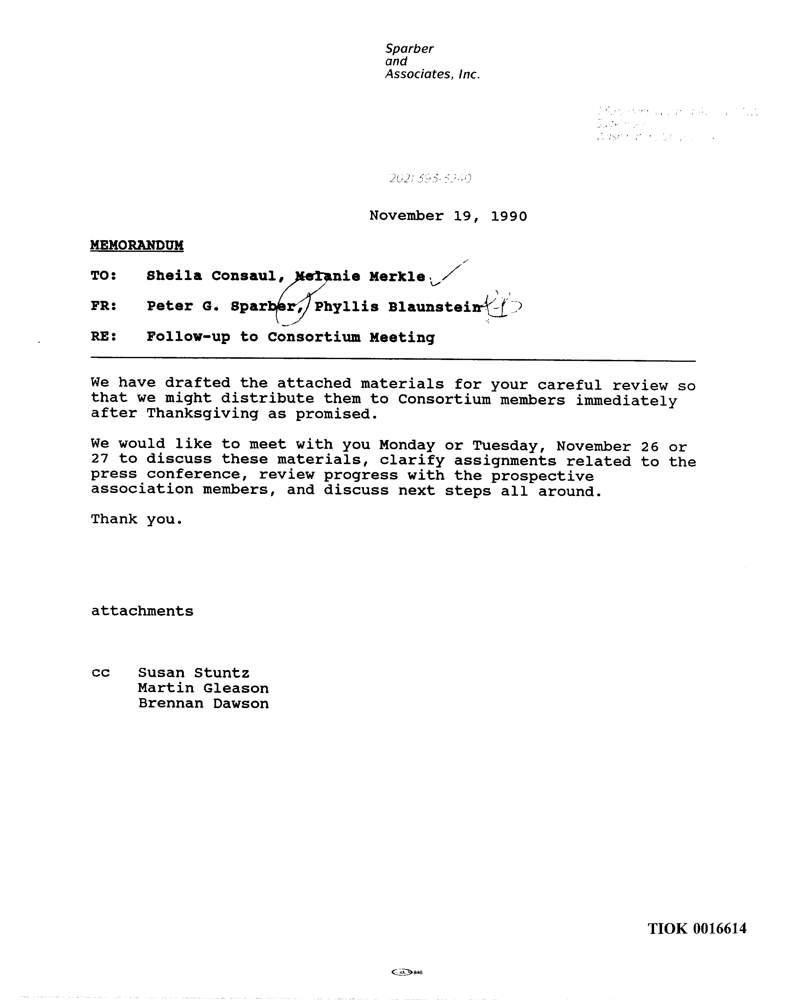 Sparber
and
Associates, Inc.
November 19, 1990
MEMORANDUM
TO: Sheila Consaul, Melanie Merkle
FR: Peter G. Sparber, Phyllis Blaunstein
RE: Follow-up to Consortium Meeting
We have drafted the attached materials for your careful review so
that we might distribute them to Consortium members immediately
after Thanksgiving as promised.
We would like to meet with you Monday or Tuesday, November 26 or
27 to discuss these materials, clarify assignments related to the
press conference, review progress with the prospective
association members, and discuss next steps all around.
Thank you.
attachments
cc Susan Stuntz
Martin Gleason
Brennan Dawson
TIOK 0016614